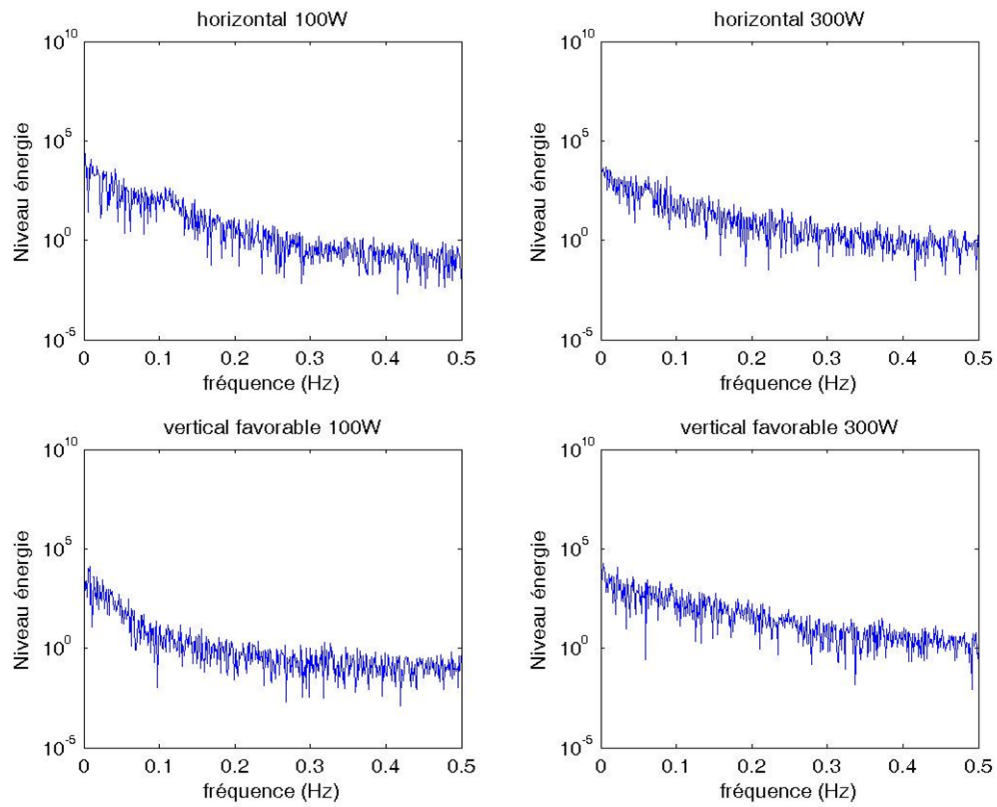 horizontal 100W
10^10
10^5
10^0
10^-5
Niveau énergie
0 0.1 0.2 0.3 0.4 0.5
fréquence (Hz)
horizontal 300W
10^10
10^5
10^0
10^-5
Niveau énergie
0 0.1 0.2 0.3 0.4 0.5
fréquence (Hz)
vertical favorable 100W
10^10
10^5
10^0
10^-5
Niveau énergie
0 0.1 0.2 0.3 0.4 0.5
fréquence (Hz)
vertical favorable 300W
10^10
10^5
10^0
10^-5
Niveau énergie
0 0.1 0.2 0.3 0.4 0.5
fréquence (Hz)